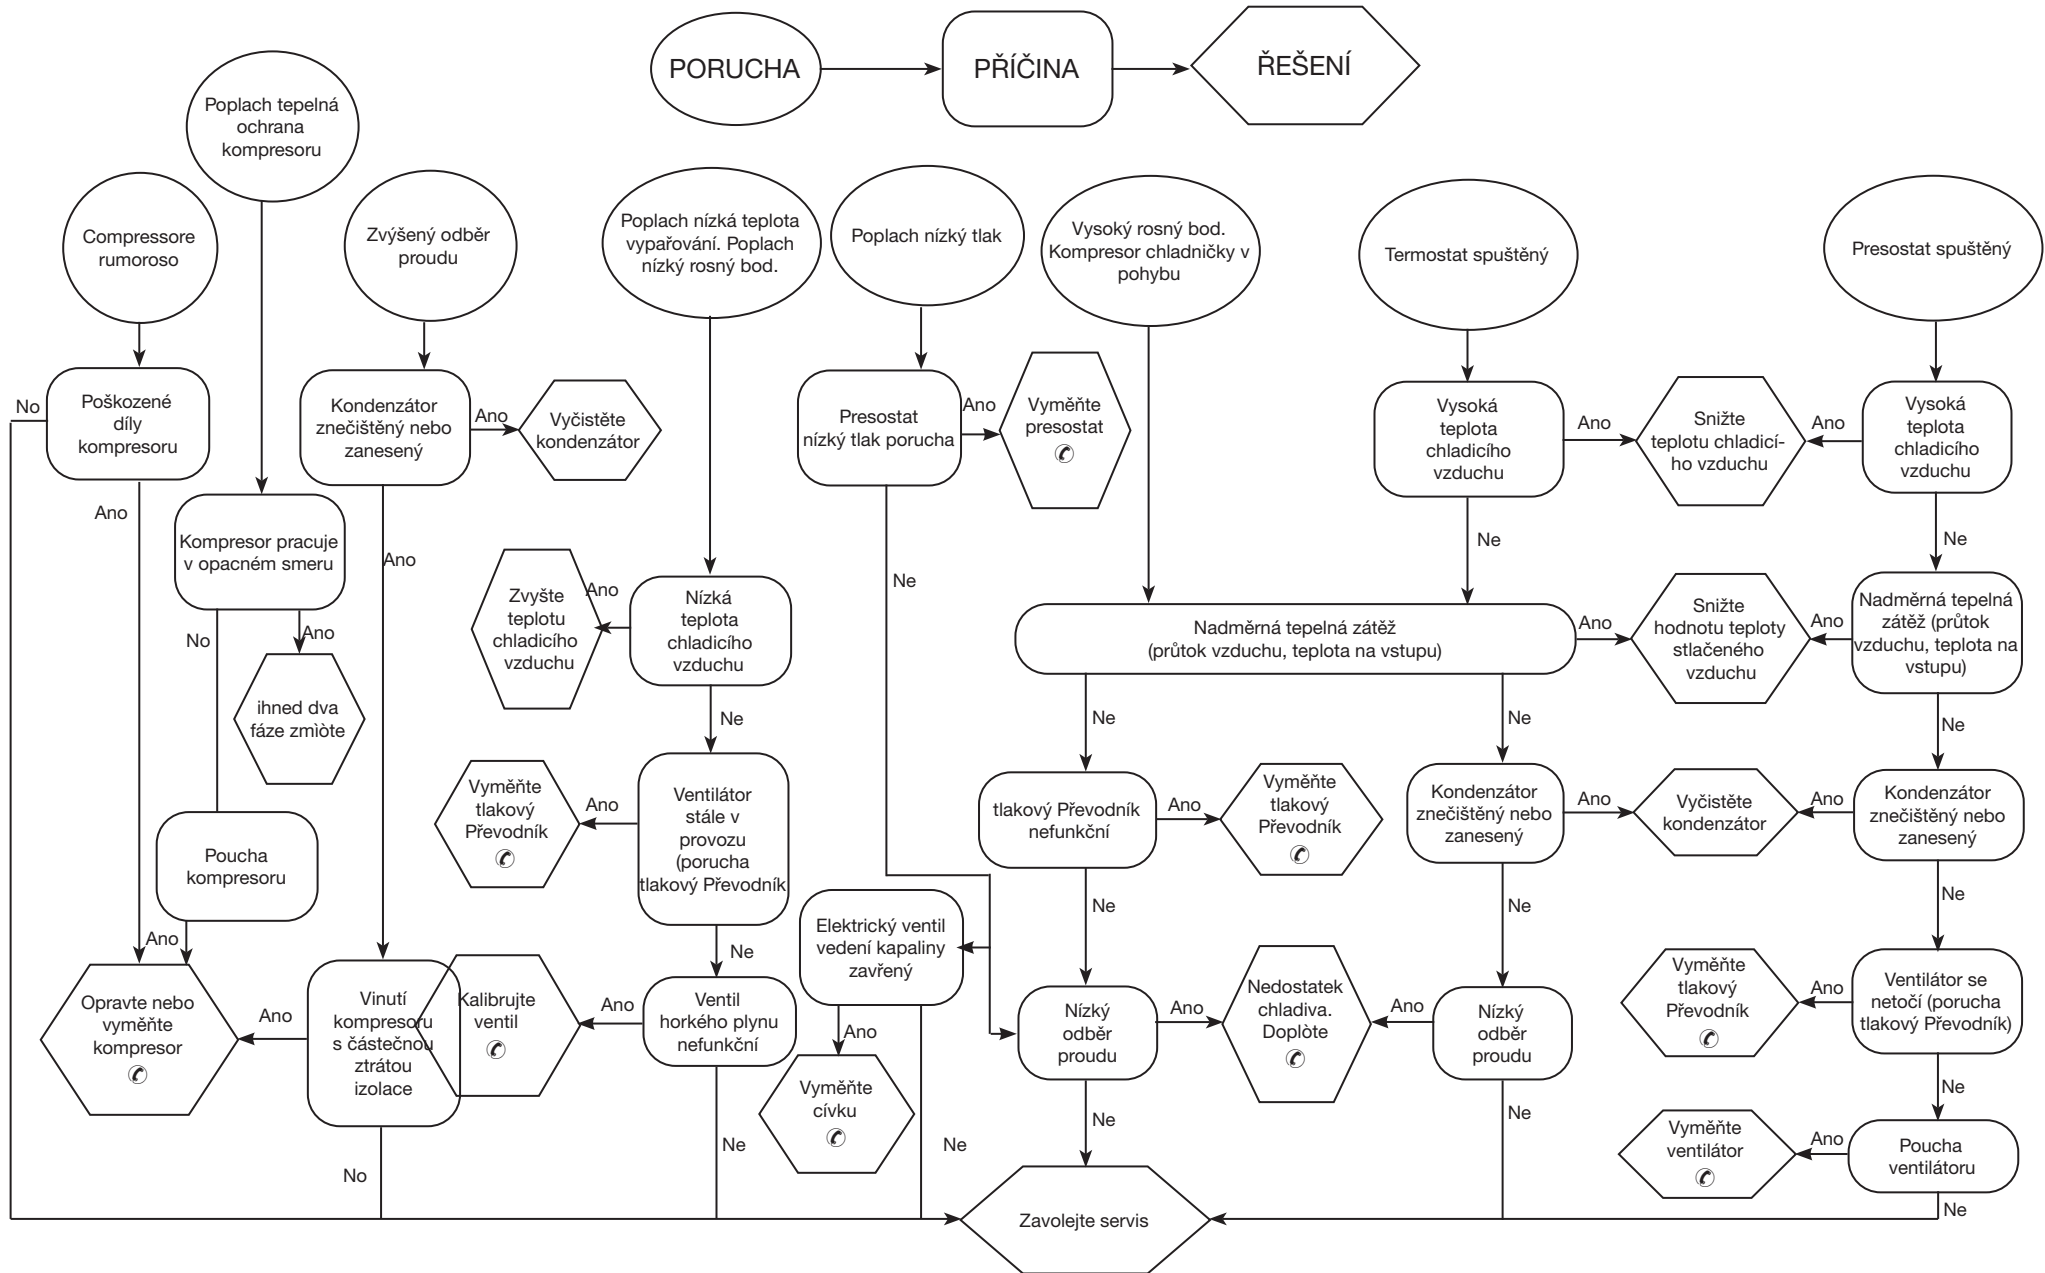 PORUCHA
PŘÍČINA
ŘEŠENÍ
Poplach tepelná
ochrana
kompresoru
Compressore
rumoroso
Zvýšený odběr
proudu
Poplach nízká teplota
vypařování. Poplach
nízký rosný bod.
Poplach nízký tlak
Vysoký rosný bod.
Kompresor chladničky v
pohybu
Termostat spuštěný
Presostat spuštěný
No
Poškozené
díly
kompresoru
Ano
Kondenzátor
znečištěný nebo
zanesený
Ano
Vyčistěte
kondenzátor
Ano
Presostat
nízký tlak porucha
Ano
Vyměňte
presostat
✆
Ne
Vysoká
teplota
chladicího
vzduchu
Ano
Snižte
teplotu chladicí-
ho vzduchu
Ano
Vysoká
teplota
chladicího
vzduchu
Ne
Ne
Kompresor pracuje
v opacném smeru
No
Ano
ihned dva
fáze zmìòte
Zvyšte
teplotu
chladicího
vzduchu
Ano
Nízká
teplota
chladicího
vzduchu
Ne
Nadměrná tepelná zátěž
(průtok vzduchu, teplota na vstupu)
Ano
Snižte
hodnotu teploty
stlačeného
vzduchu
Ano
Nadměrná tepelná
zátěž (průtok
vzduchu, teplota na
vstupu)
Ne
Ne
Ne
Poucha
kompresoru
Ano
Vyměňte
tlakový
Převodník
✆
Ano
Ventilátor
stále v
provozu
(porucha
tlakový Převodník
Ne
tlakový Převodník
nefunkční
Ano
Vyměňte
tlakový
Převodník
✆
Ne
Kondenzátor
znečištěný nebo
zanesený
Ano
Vyčistěte
kondenzátor
Ano
Kondenzátor
znečištěný nebo
zanesený
Ne
Ne
Opravte nebo
vyměňte
kompresor
✆
Ano
Vinutí
kompresoru
s částečnou
ztrátou
izolace
No
Kalibrujte
ventil
✆
Ano
Ventil
horkého plynu
nefunkční
Ne
Elektrický ventil
vedení kapaliny
zavřený
Ano
Vyměňte
cívku
✆
Ne
Nízký
odběr
proudu
Ano
Nedostatek
chladiva.
Doplòte
✆
Ano
Nízký
odběr
proudu
Ne
Ne
Vyměňte
tlakový
Převodník
✆
Ano
Ventilátor se
netočí (porucha
tlakový Převodník)
Ne
Vyměňte
ventilátor
✆
Ano
Poucha
ventilátoru
Ne
Zavolejte servis